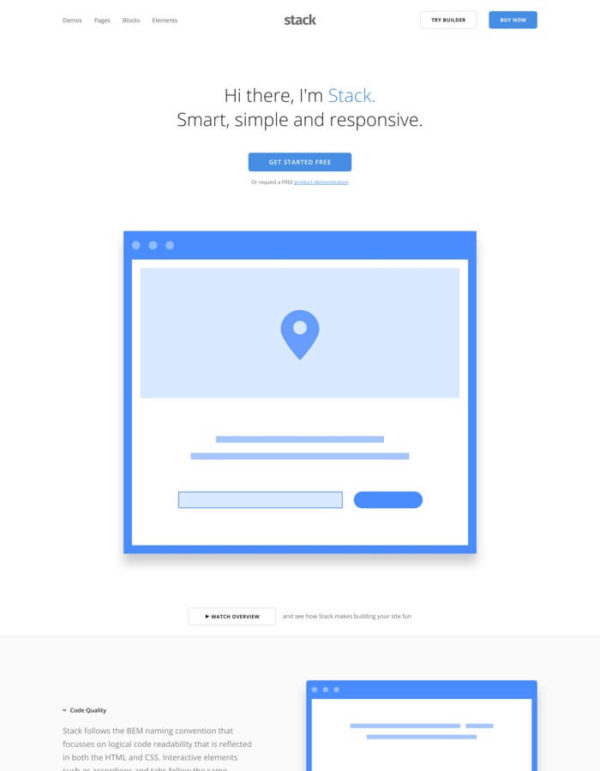 Demos Pages Blocks Elements stack TRY BUILDER BUY NOW
Hi there, I'm Stack.
Smart, simple and responsive.
GET STARTED FREE
Or request a FREE product demonstration
WATCH OVERVIEW and see how Stack makes building your site fun
Code Quality
Stack follows the BEM naming convention that
focusses on logical code readability that is reflected
in both the HTML and CSS. Interactive elements
such as accordions and tabs follow the same